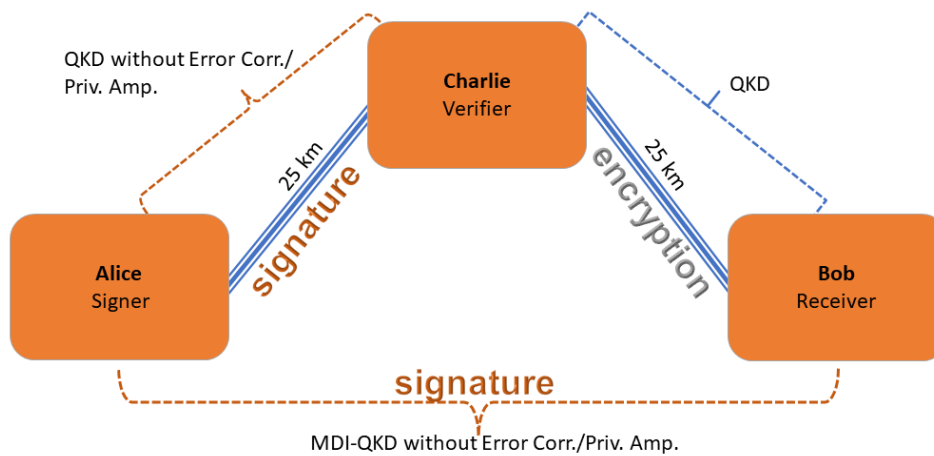 QKD without Error Corr./
Priv. Amp.
Charlie
Verifier
QKD
25 km
signature
25 km
encryption
Alice
Signer
Bob
Receiver
signature
MDI-QKD without Error Corr./Priv. Amp.